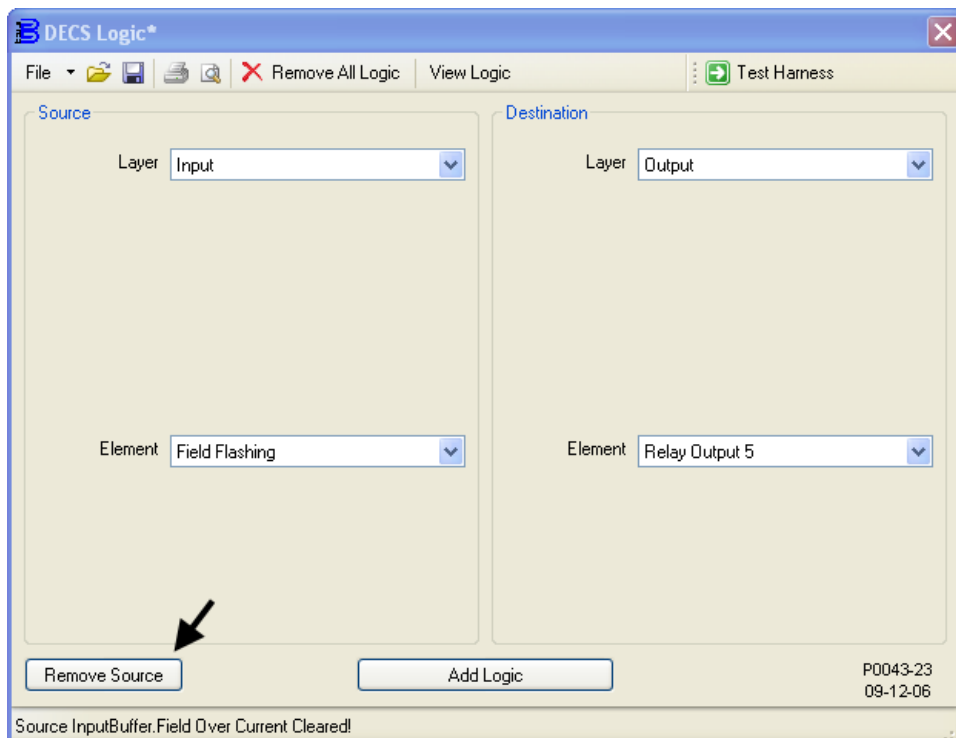 DECS Logic*
File Remove All Logic View Logic Test Harness
Source
Destination
Layer Input
Layer Output
Element Field Flashing
Element Relay Output 5
Remove Source
Add Logic
P0043-23
09-12-06
Source InputBuffer.Field Over Current Cleared!